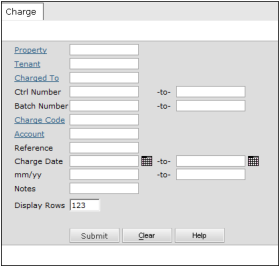 Charge
Property
Tenant
Charged To
Ctrl Number -to-
Batch Number -to-
Charge Code
Account
Reference
Charge Date -to-
mm/yy -to-
Notes
Display Rows 123
Submit Clear Help